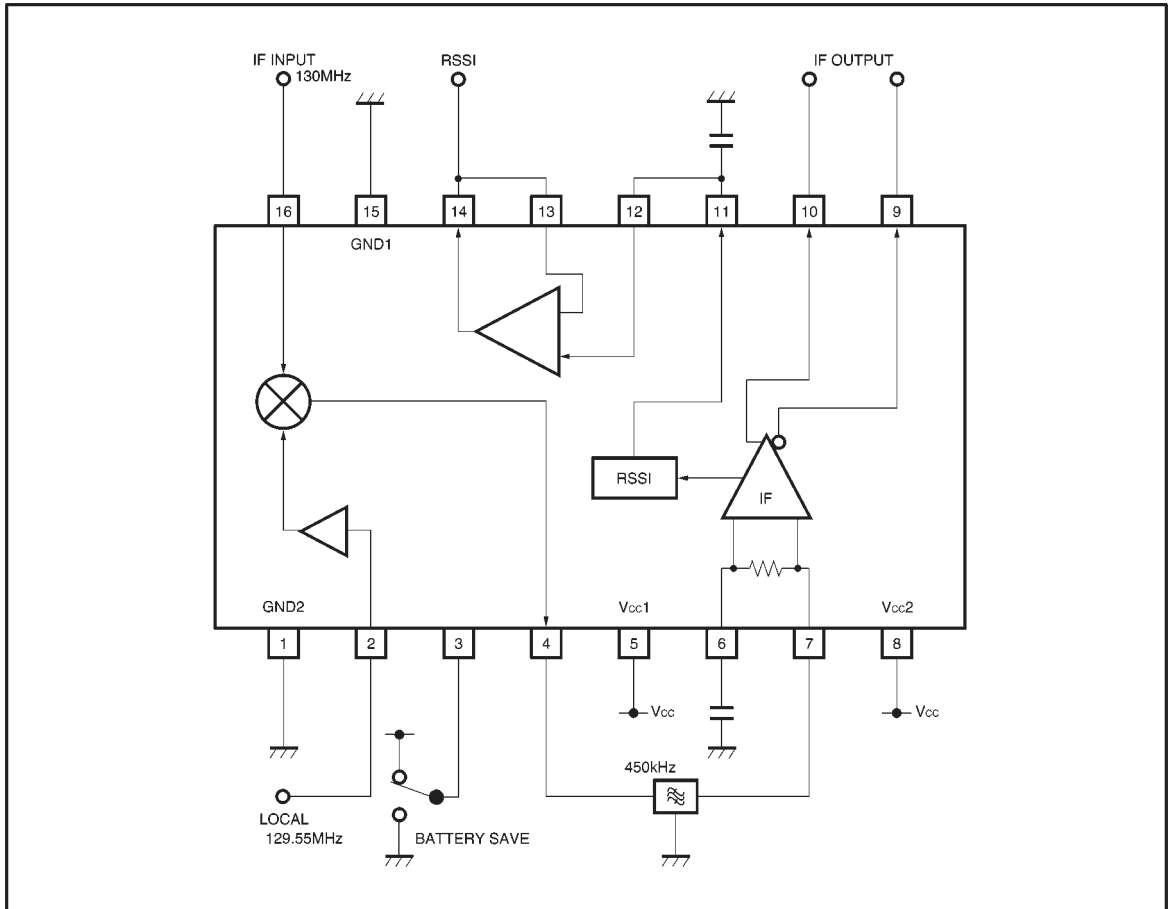 IF INPUT
130MHz
RSSI
IF OUTPUT
16 15 14 13 12 11 10 9
GND1
RSSI
IF
GND2
Vcc1
Vcc2
1 2 3 4 5 6 7 8
Vcc
Vcc
450kHz
LOCAL
129.55MHz
BATTERY SAVE